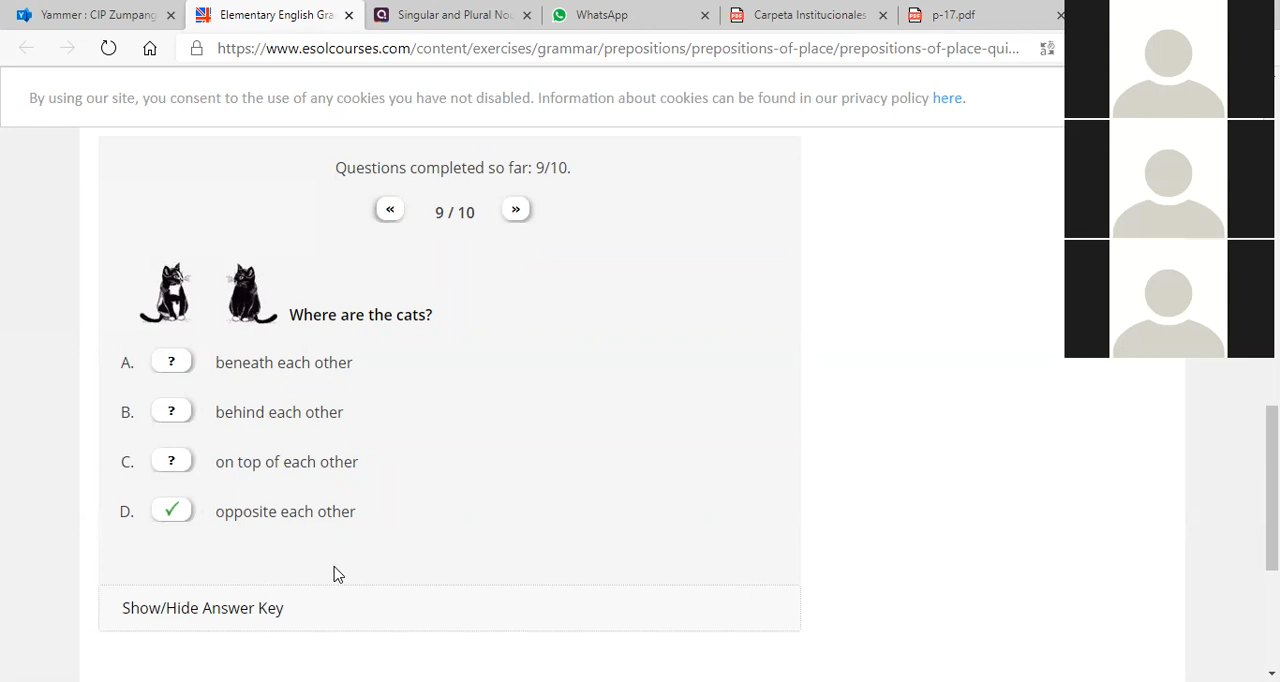 Yammer : CIP Zumpang
Elementary English Gra
Singular and Plural Nou
WhatsApp
Carpeta Institucionales
p-17.pdf
https://www.esolcourses.com/content/exercises/grammar/prepositions/prepositions-of-place/prepositions-of-place-qui...
By using our site, you consent to the use of any cookies you have not disabled. Information about cookies can be found in our privacy policy here.
Questions completed so far: 9/10.
« 9 / 10 »
Where are the cats?
A. ? beneath each other
B. ? behind each other
C. ? on top of each other
D. ✓ opposite each other
Show/Hide Answer Key